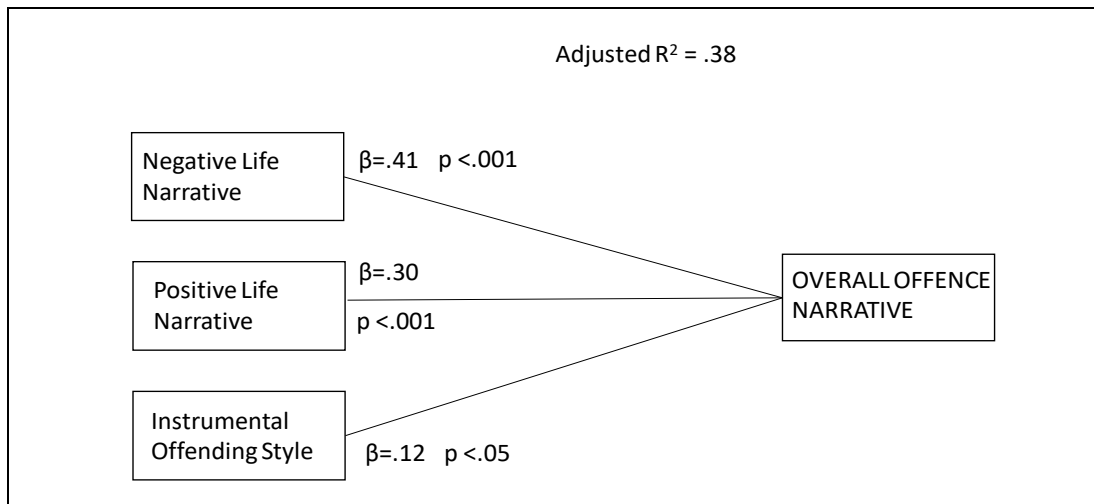 Adjusted R² = .38
Negative Life
Narrative
β=.41 p <.001
Positive Life
Narrative
β=.30
p <.001
OVERALL OFFENCE
NARRATIVE
Instrumental
Offending Style
β=.12 p <.05